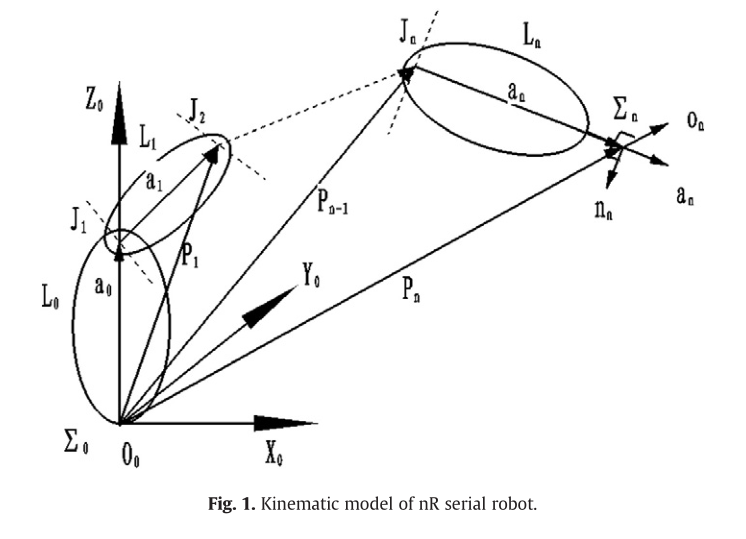 Jₙ
Lₙ
Z₀
J₂
L₁
aₙ
Σₙ
oₙ
a₁
J₁
Pₙ₋₁
aₙ
nₙ
P₁
L₀
a₀
Y₀
Pₙ
Σ₀
O₀
X₀
Fig. 1. Kinematic model of nR serial robot.